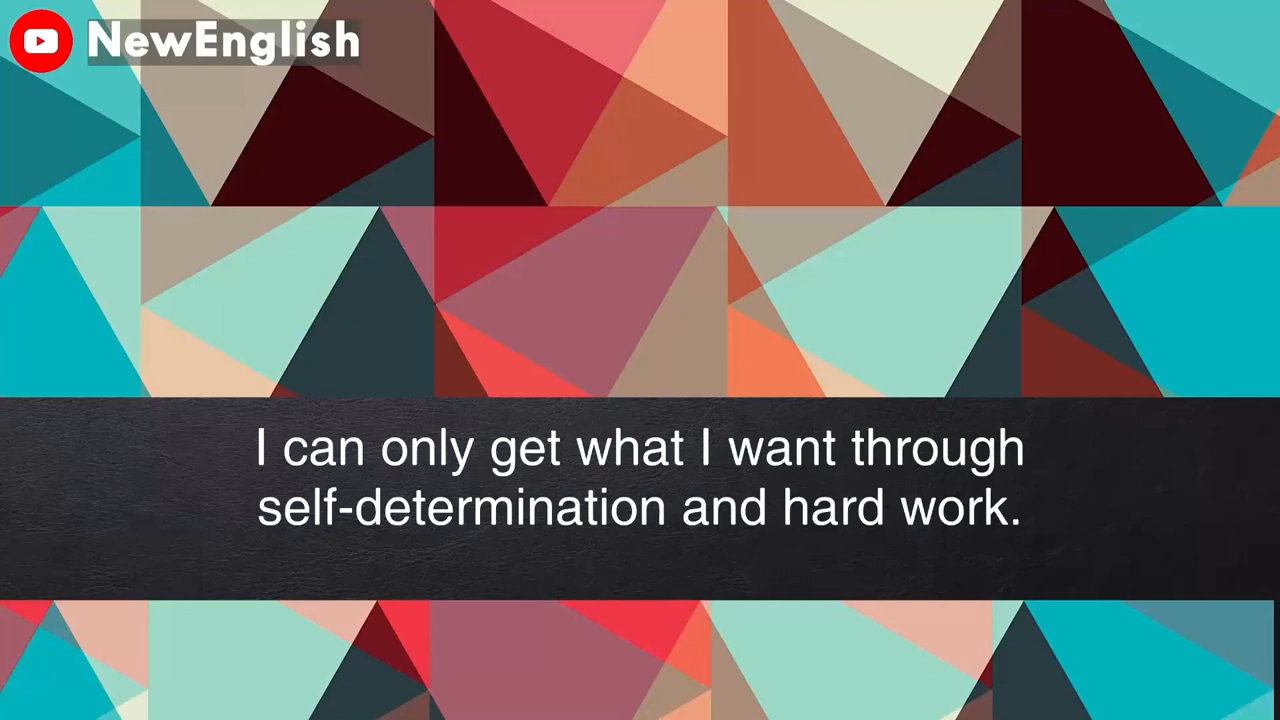 NewEnglish
I can only get what I want through
self-determination and hard work.